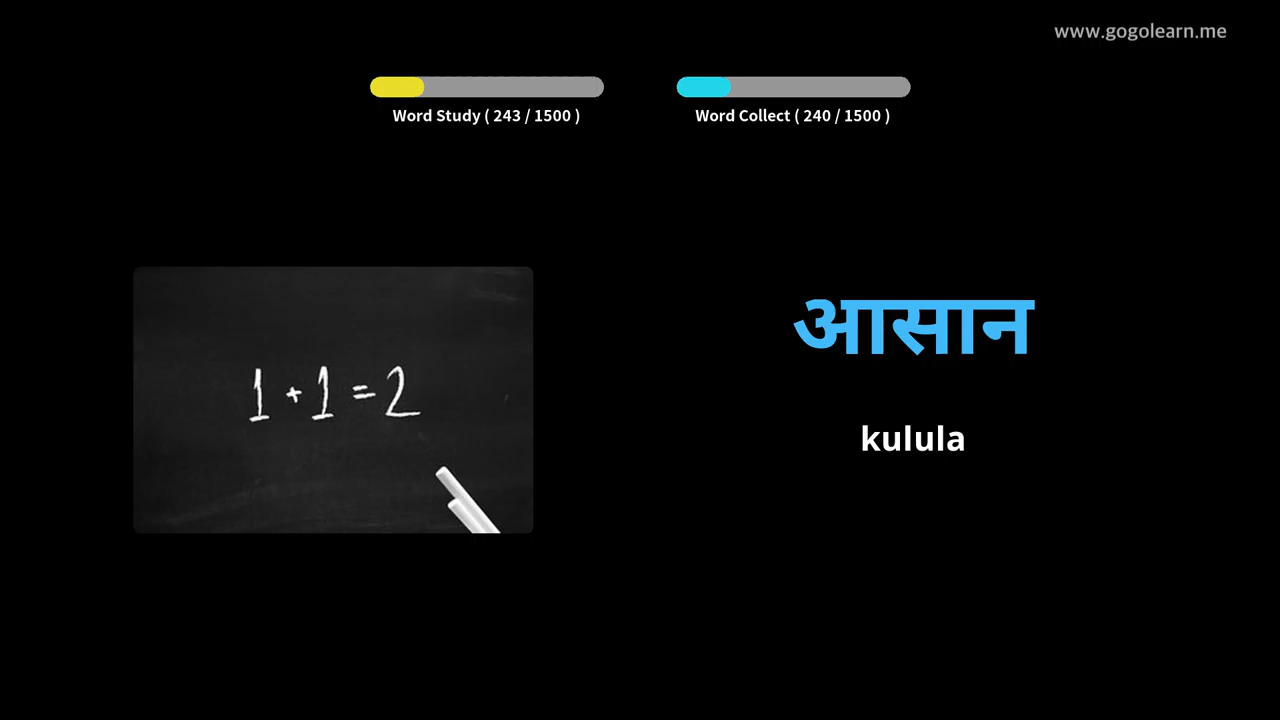 www.gogolearn.me
Word Study ( 243 / 1500 )
Word Collect ( 240 / 1500 )
1 + 1 = 2
आसान
kulula